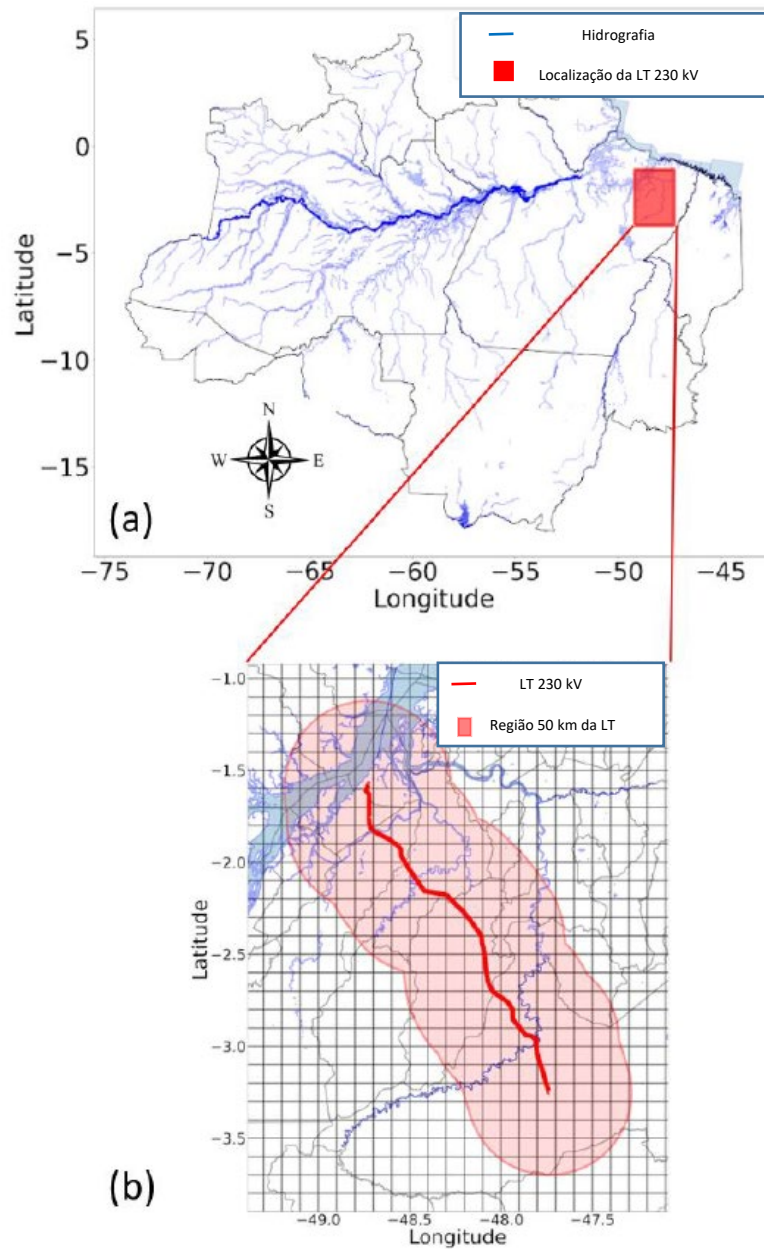 Hidrografia
Localização da LT 230 kV
5
0
−5
−10
−15
Latitude
N
W E
S
(a)
−75 −70 −65 −60 −55 −50 −45
Longitude
LT 230 kV
Região 50 km da LT
-1.0
-1.5
-2.0
-2.5
-3.0
-3.5
Latitude
(b)
−49.0 −48.5 −48.0 −47.5
Longitude